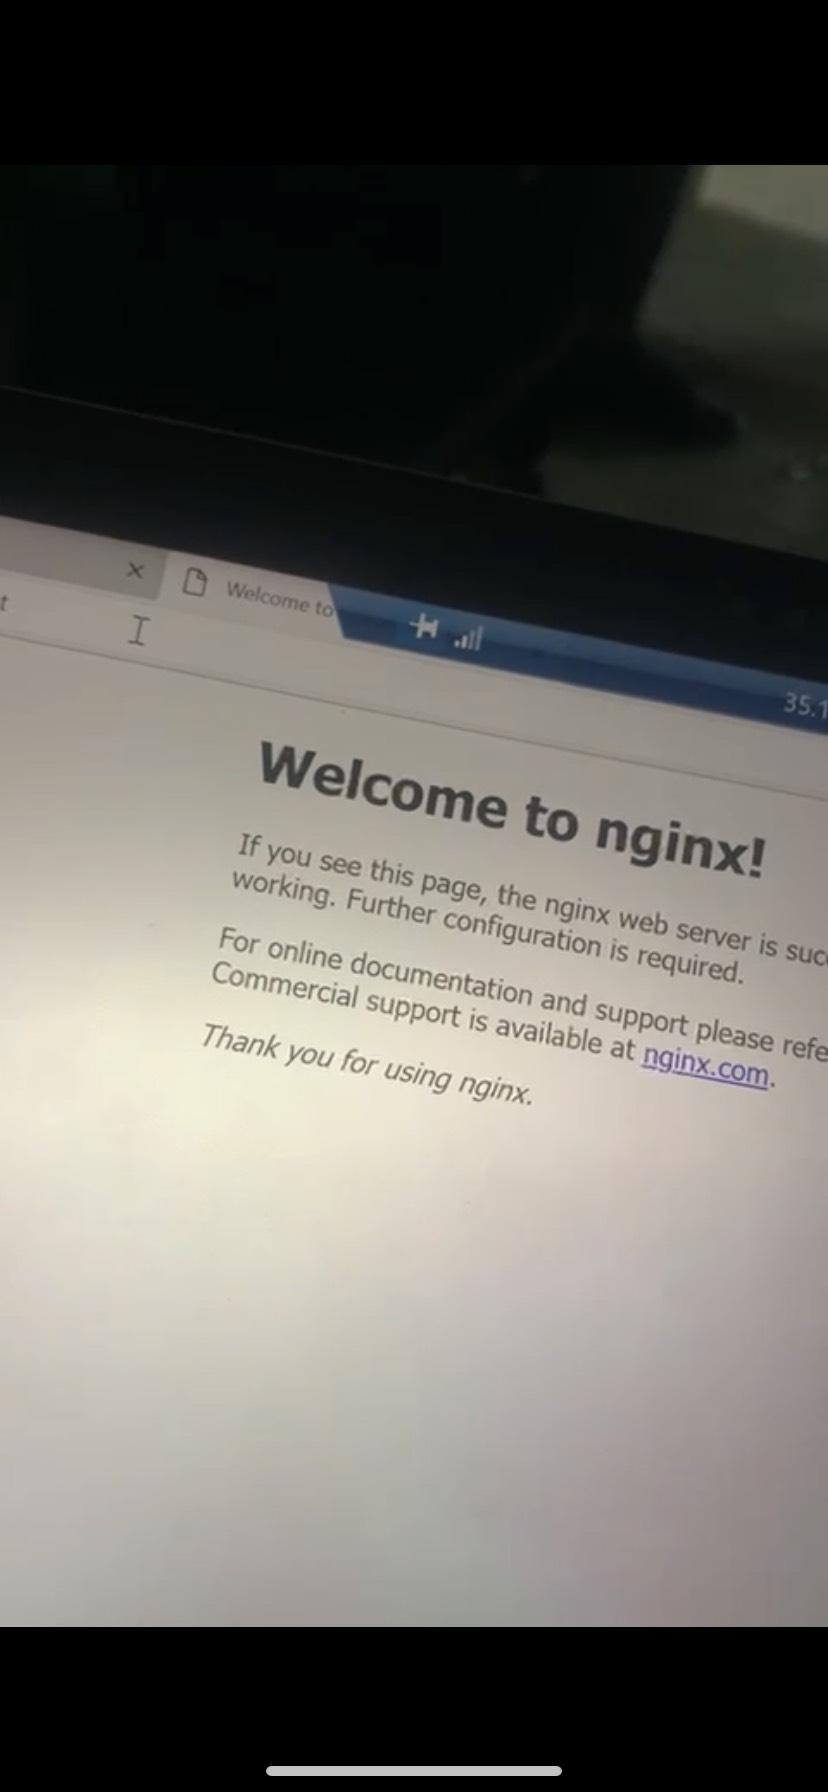 Welcome to
t
35.1
Welcome to nginx!
If you see this page, the nginx web server is succ
working. Further configuration is required.
For online documentation and support please refe
Commercial support is available at nginx.com.
Thank you for using nginx.